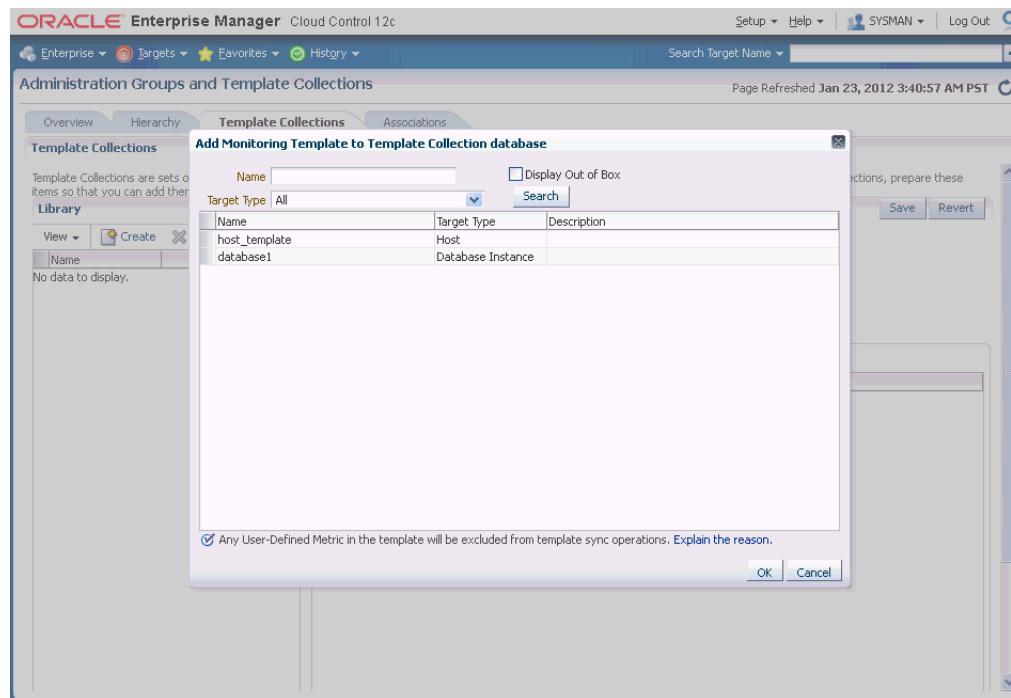 ORACLE Enterprise Manager Cloud Control 12c
Setup Help SYSMAN Log Out
Enterprise Targets Favorites History Search Target Name
Administration Groups and Template Collections
Page Refreshed Jan 23, 2012 3:40:57 AM PST
Overview Hierarchy Template Collections Associations
Template Collections
Template Collections are sets o
items so that you can add ther
ctions, prepare these
Library
Save Revert
View Create
Name
No data to display.
Add Monitoring Template to Template Collection database
Name
Display Out of Box
Target Type All
Search
Name Target Type Description
host_template Host
database1 Database Instance
Any User-Defined Metric in the template will be excluded from template sync operations. Explain the reason.
OK Cancel